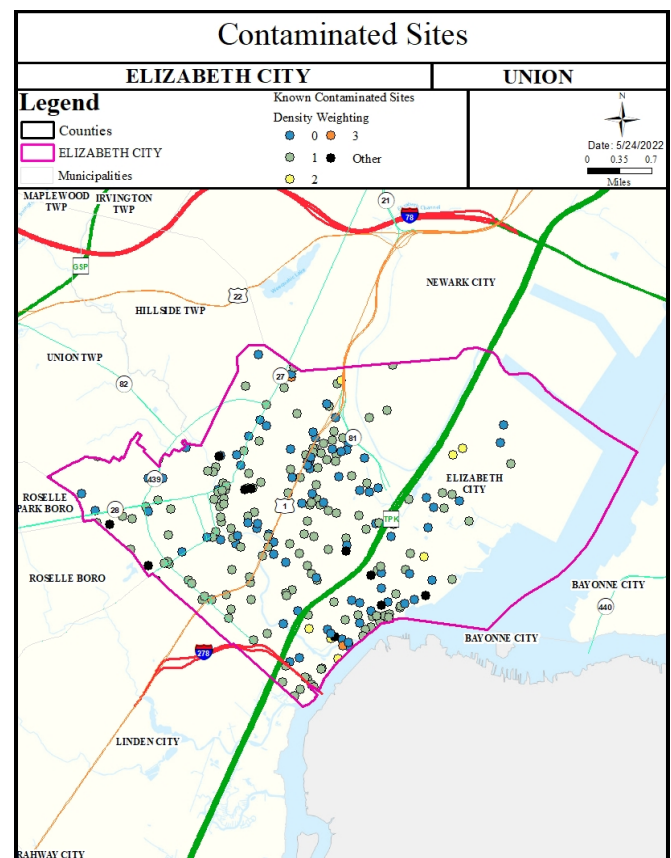 Contaminated Sites
ELIZABETH CITY
UNION
Legend
Counties
ELIZABETH CITY
Municipalities
Known Contaminated Sites
Density Weighting
0 3
1 Other
2
N
Date: 5/24/2022
0 0.35 0.7
Miles
MAPLEWOOD
TWP
IRVINGTON
TWP
21
78
GSP
NEWARK CITY
22
HILLSIDE TWP
UNION TWP
82
27
81
439
ELIZABETH
CITY
ROSELLE
PARK BORO
28
1
TPK
ROSELLE BORO
BAYONNE CITY
440
BAYONNE CITY
278
LINDEN CITY
RAHWAY CITY